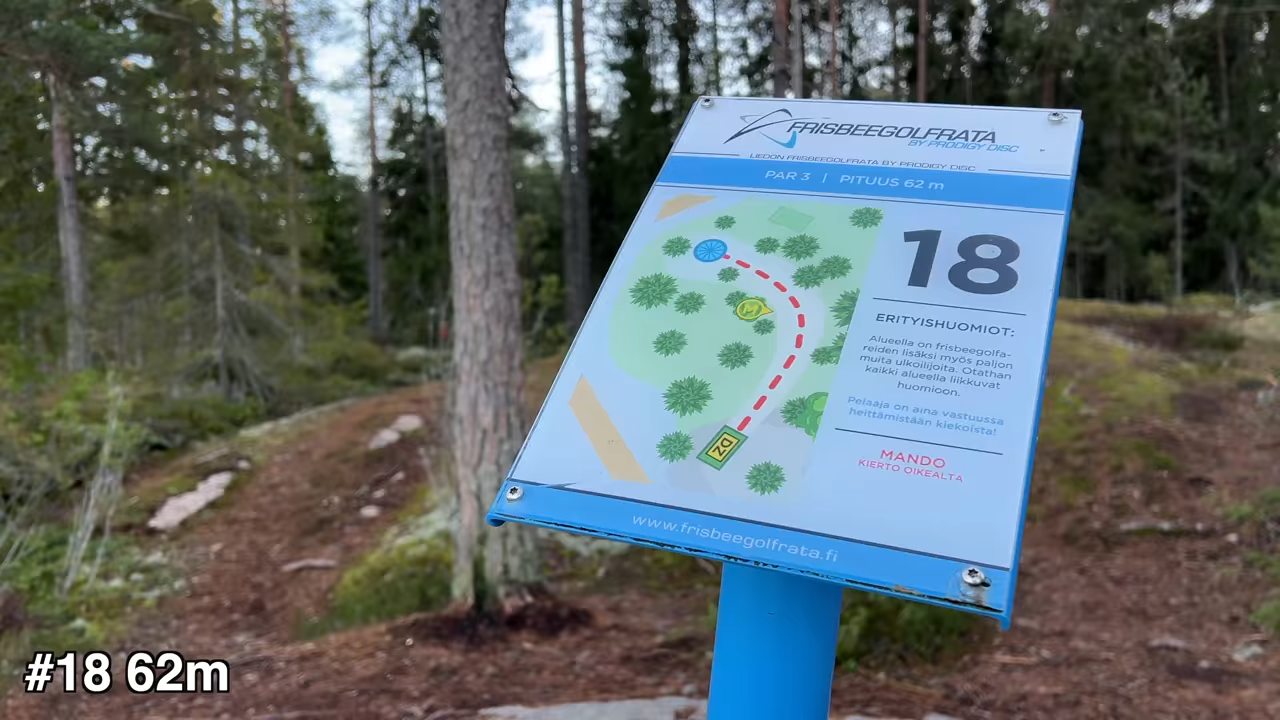 FRISBEEGOLFRATA
BY PRODIGY DISC
LIEDON FRISBEEGOLFRATA BY PRODIGY DISC
PAR 3 | PITUUS 62 m
18
ERITYISHUOMIOT:
Alueella on frisbeegolfa-
reiden lisäksi myös paljon
muita ulkoilijoita. Otathan
kaikki alueella liikkuvat
huomioon.
Pelaaja on aina vastuussa
heittämistään kiekoista!
MANDO
KIERTO OIKEALTA
M
DZ
www.frisbeegolfrata.fi
#18 62m